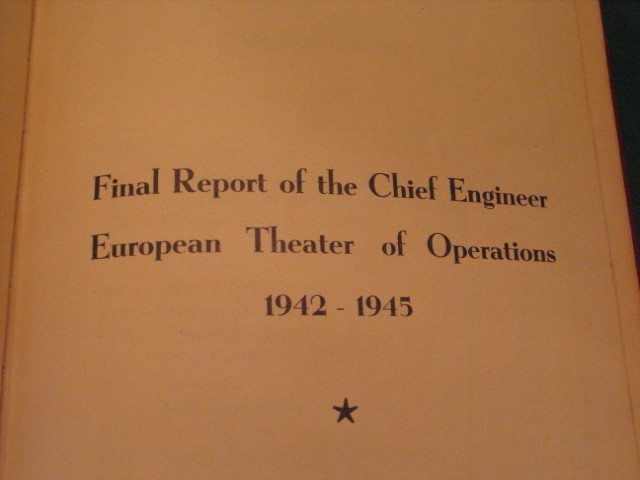 Final Report of the Chief Engineer
European Theater of Operations
1942 - 1945